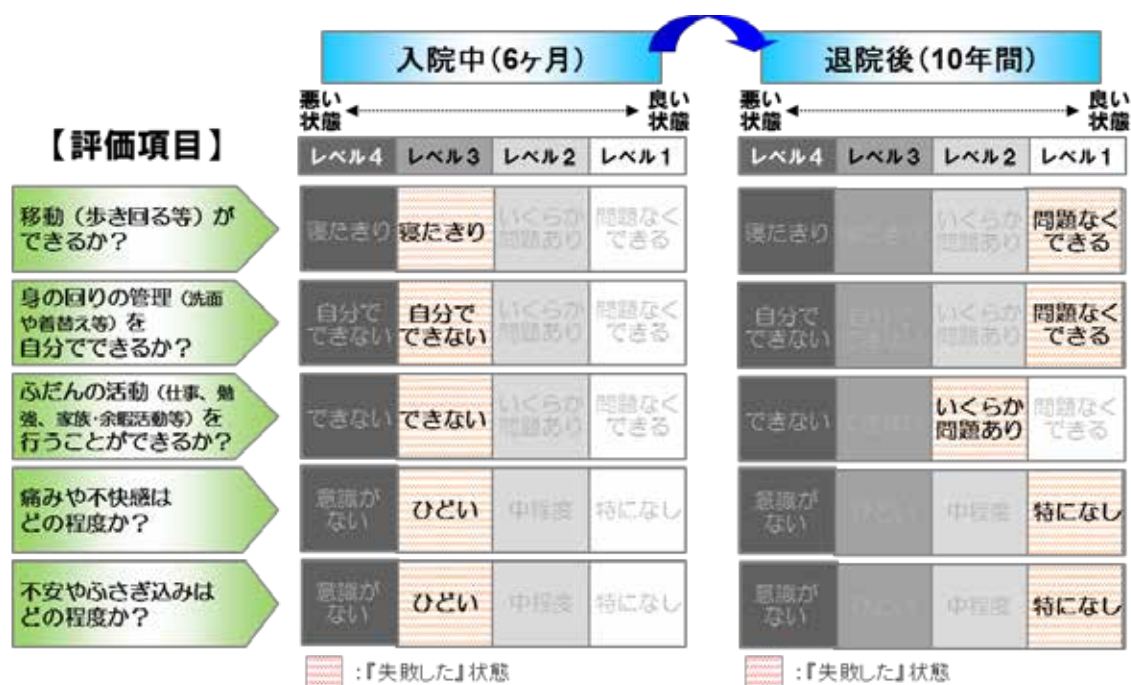 入院中(6ヶ月)
退院後(10年間)
悪い
状態
良い
状態
悪い
状態
良い
状態
【評価項目】
レベル4 レベル3 レベル2 レベル1
レベル4 レベル3 レベル2 レベル1
移動(歩き回る等)が
できるか?
寝たきり 寝たきり
いくらか
問題あり
問題なく
できる
寝たきり
いくらか
問題あり
問題なく
できる
身の回りの管理(洗面
や着替え等)を
自分でできるか?
自分で
できない
自分で
できない
いくらか
問題あり
問題なく
できる
自分で
できない
いくらか
問題あり
問題なく
できる
ふだんの活動(仕事、勉
強、家族・余暇活動等)を
行うことができるか?
できない できない
いくらか
問題あり
問題なく
できる
できない
いくらか
問題あり
問題なく
できる
痛みや不快感は
どの程度か?
意識が
ない
ひどい 中程度 特になし
意識が
ない
中程度 特になし
不安やふさぎ込みは
どの程度か?
意識が
ない
ひどい 中程度 特になし
意識が
ない
中程度 特になし
:『失敗した』状態
:『失敗した』状態